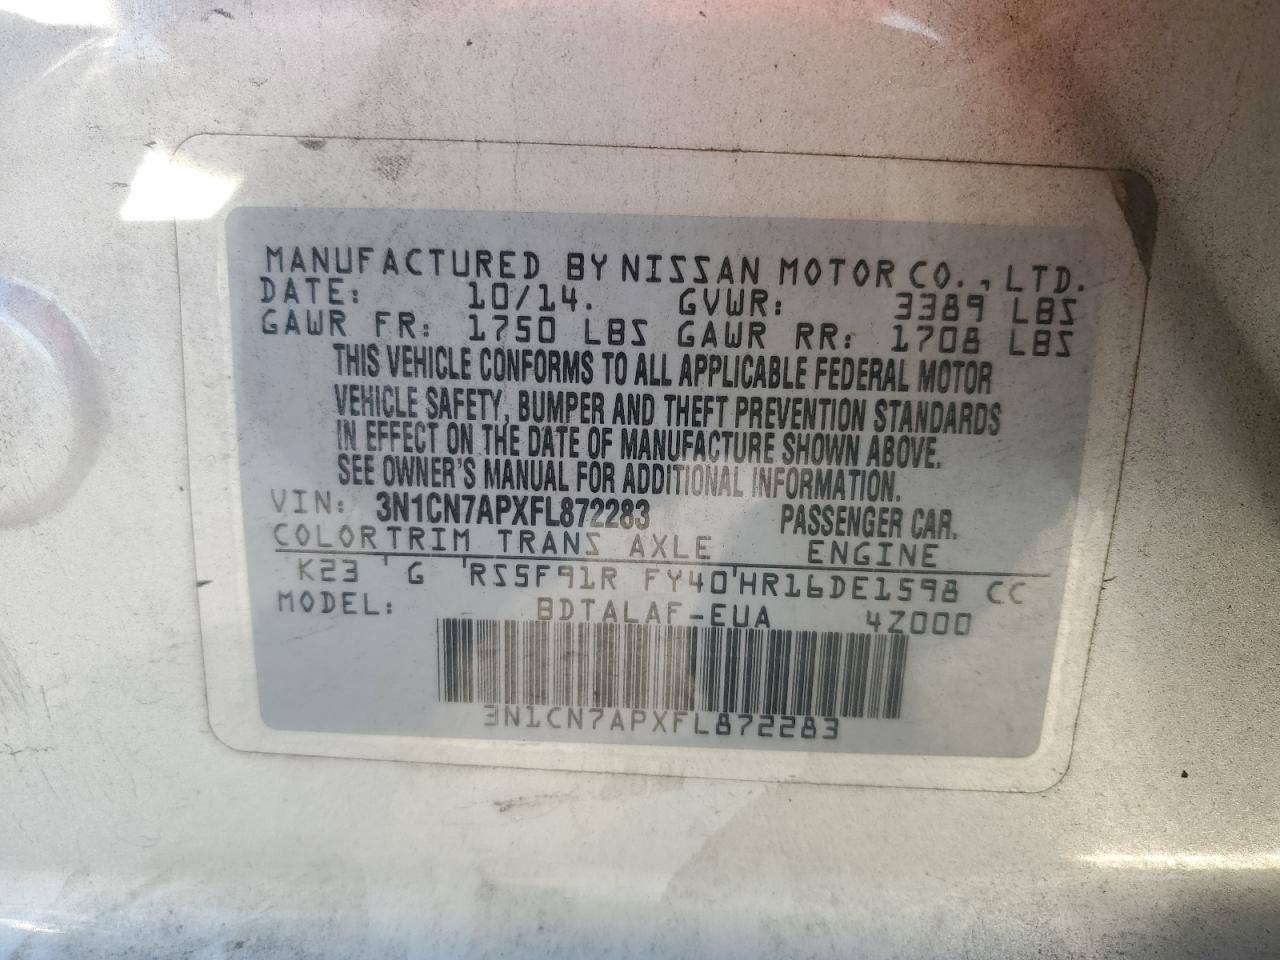 MANUFACTURED BY NISSAN MOTOR CO., LTD.
DATE: 10/14. GVWR: 3389 LBS
GAWR FR: 1750 LBS GAWR RR: 1708 LBS
THIS VEHICLE CONFORMS TO ALL APPLICABLE FEDERAL MOTOR
VEHICLE SAFETY, BUMPER AND THEFT PREVENTION STANDARDS
IN EFFECT ON THE DATE OF MANUFACTURE SHOWN ABOVE.
SEE OWNER'S MANUAL FOR ADDITIONAL INFORMATION.
VIN: 3N1CN7APXFL872283 PASSENGER CAR.
COLORTRIM TRANS AXLE ENGINE
K23 ' G 'RS5F91R FY40'HR16DE1598 CC
MODEL: BDTALAF-EUA 4Z000
3N1CN7APXFL872283